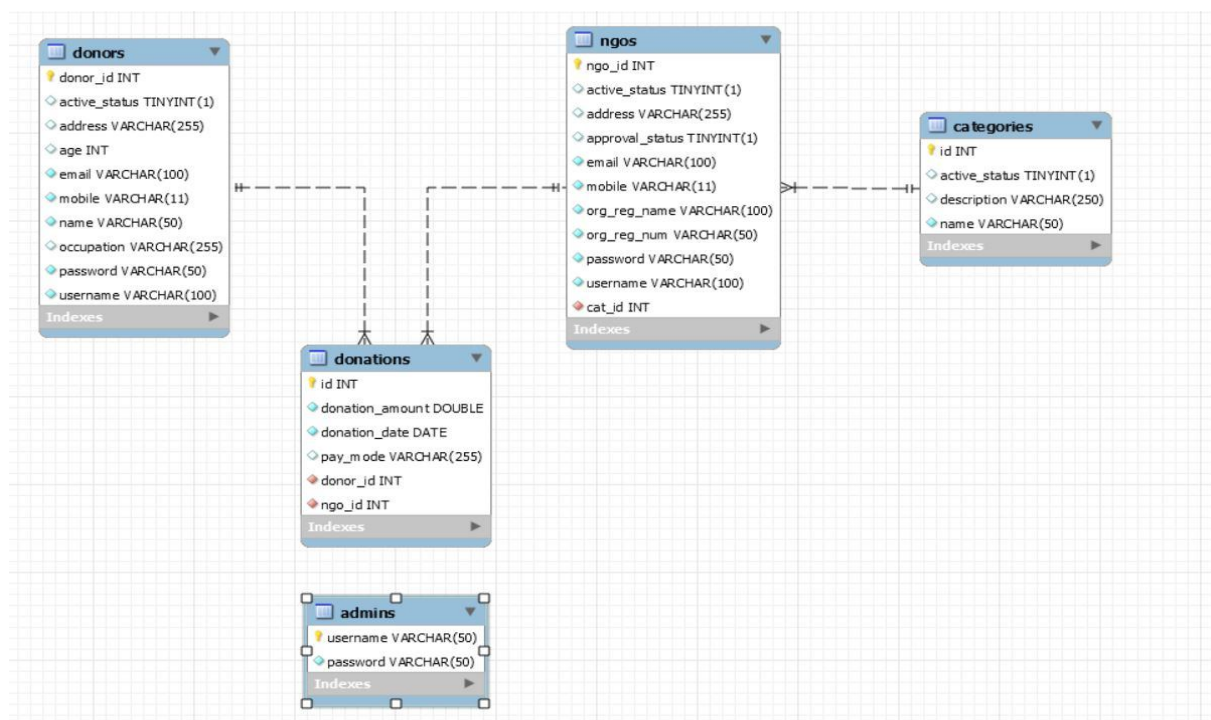 donors
donor_id INT
active_status TINYINT(1)
address VARCHAR(255)
age INT
email VARCHAR(100)
mobile VARCHAR(11)
name VARCHAR(50)
occupation VARCHAR(255)
password VARCHAR(50)
username VARCHAR(100)
Indexes
ngos
ngo_id INT
active_status TINYINT(1)
address VARCHAR(255)
approval_status TINYINT(1)
email VARCHAR(100)
mobile VARCHAR(11)
org_reg_name VARCHAR(100)
org_reg_num VARCHAR(50)
password VARCHAR(50)
username VARCHAR(100)
cat_id INT
Indexes
categories
id INT
active_status TINYINT(1)
description VARCHAR(250)
name VARCHAR(50)
Indexes
donations
id INT
donation_amount DOUBLE
donation_date DATE
pay_mode VARCHAR(255)
donor_id INT
ngo_id INT
Indexes
admins
username VARCHAR(50)
password VARCHAR(50)
Indexes